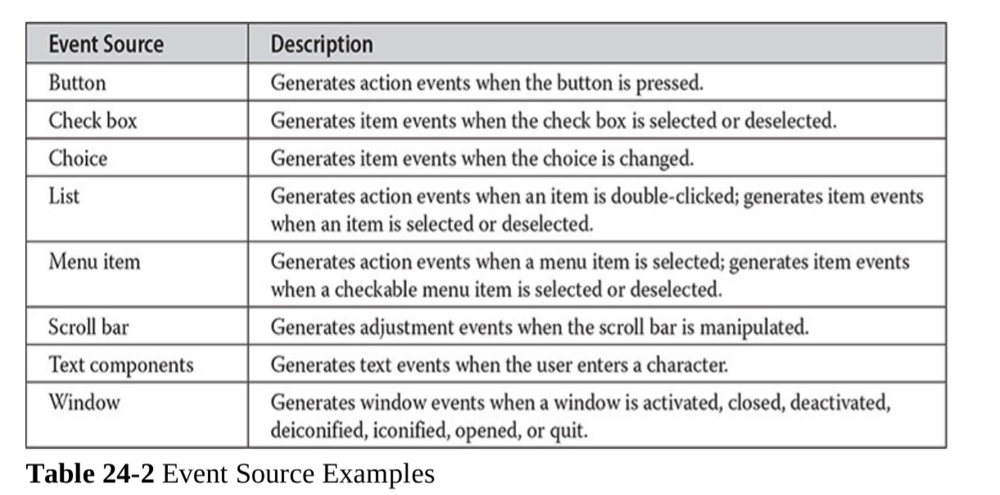 Event Source Description
Button Generates action events when the button is pressed.
Check box Generates item events when the check box is selected or deselected.
Choice Generates item events when the choice is changed.
List Generates action events when an item is double-clicked; generates item events
when an item is selected or deselected.
Menu item Generates action events when a menu item is selected; generates item events
when a checkable menu item is selected or deselected.
Scroll bar Generates adjustment events when the scroll bar is manipulated.
Text components Generates text events when the user enters a character.
Window Generates window events when a window is activated, closed, deactivated,
deiconified, iconified, opened, or quit.
Table 24-2 Event Source Examples